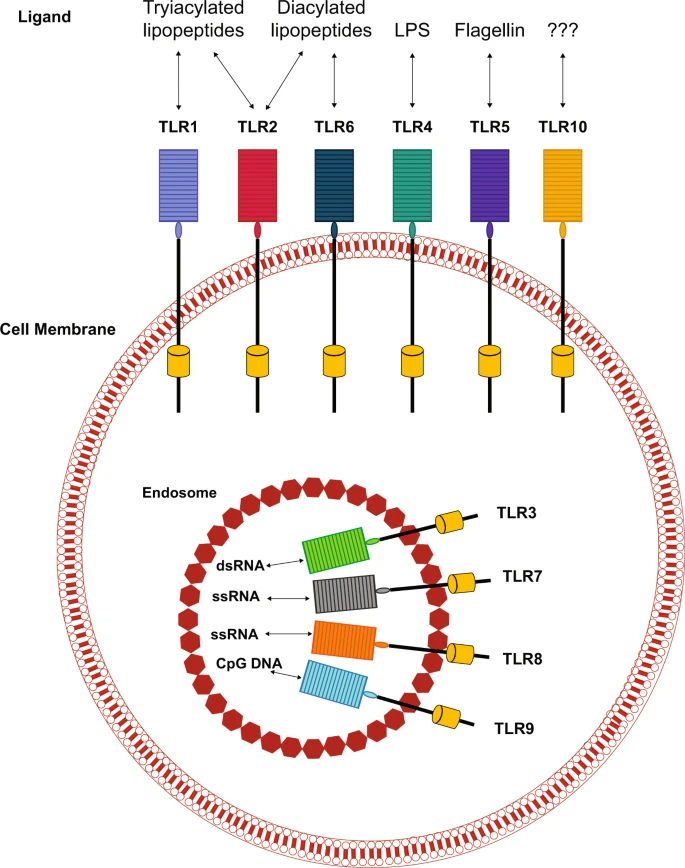 Ligand
Tryiacylated
lipopeptides
Diacylated
lipopeptides
LPS
Flagellin
???
TLR1
TLR2
TLR6
TLR4
TLR5
TLR10
Cell Membrane
Endosome
TLR3
dsRNA
TLR7
ssRNA
ssRNA
TLR8
CpG DNA
TLR9